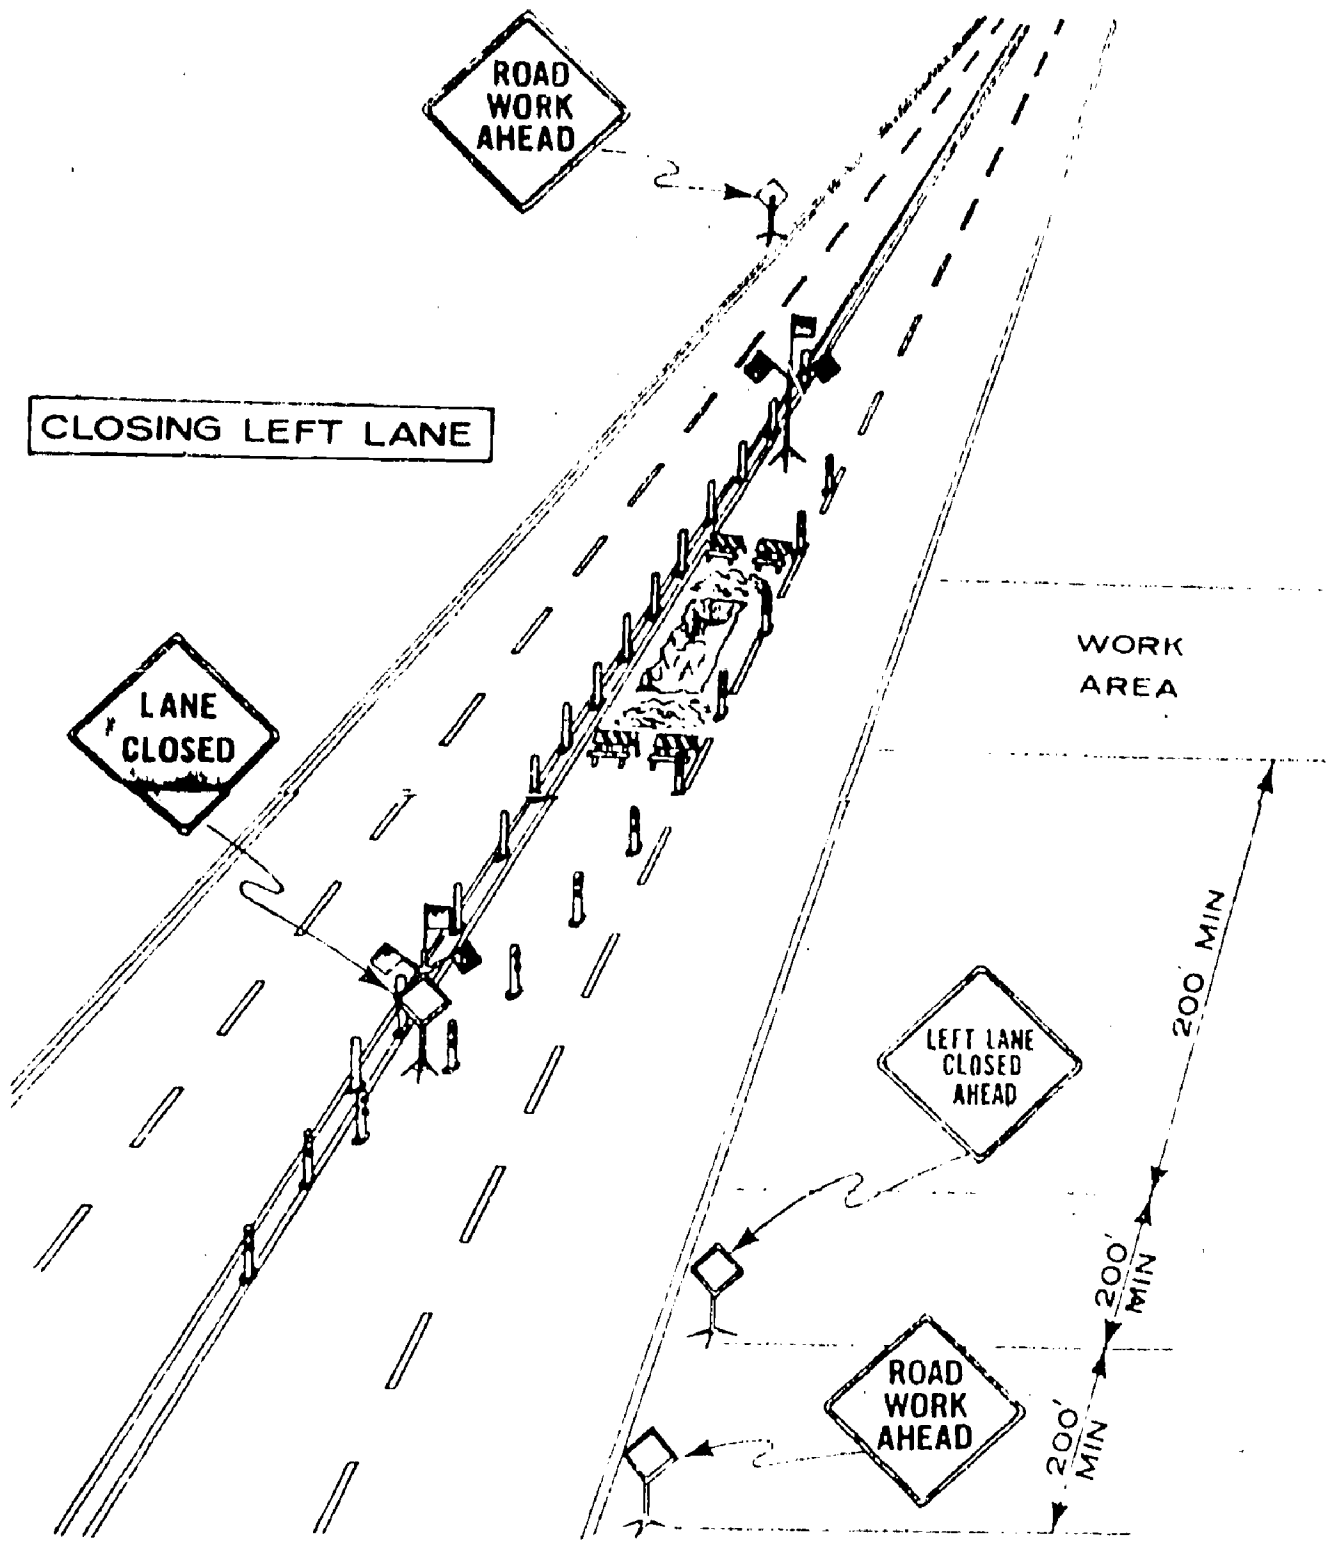 ROAD
WORK
AHEAD
CLOSING LEFT LANE
WORK
AREA
LANE
CLOSED
200' MIN
LEFT LANE
CLOSED
AHEAD
200'
MIN
ROAD
WORK
AHEAD
200'
MIN